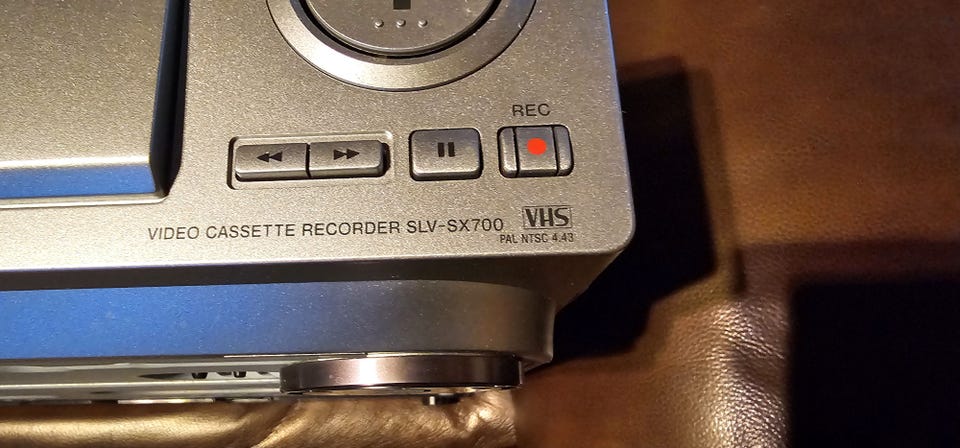 REC
VIDEO CASSETTE RECORDER SLV-SX700 VHS
PAL NTSC 4.43